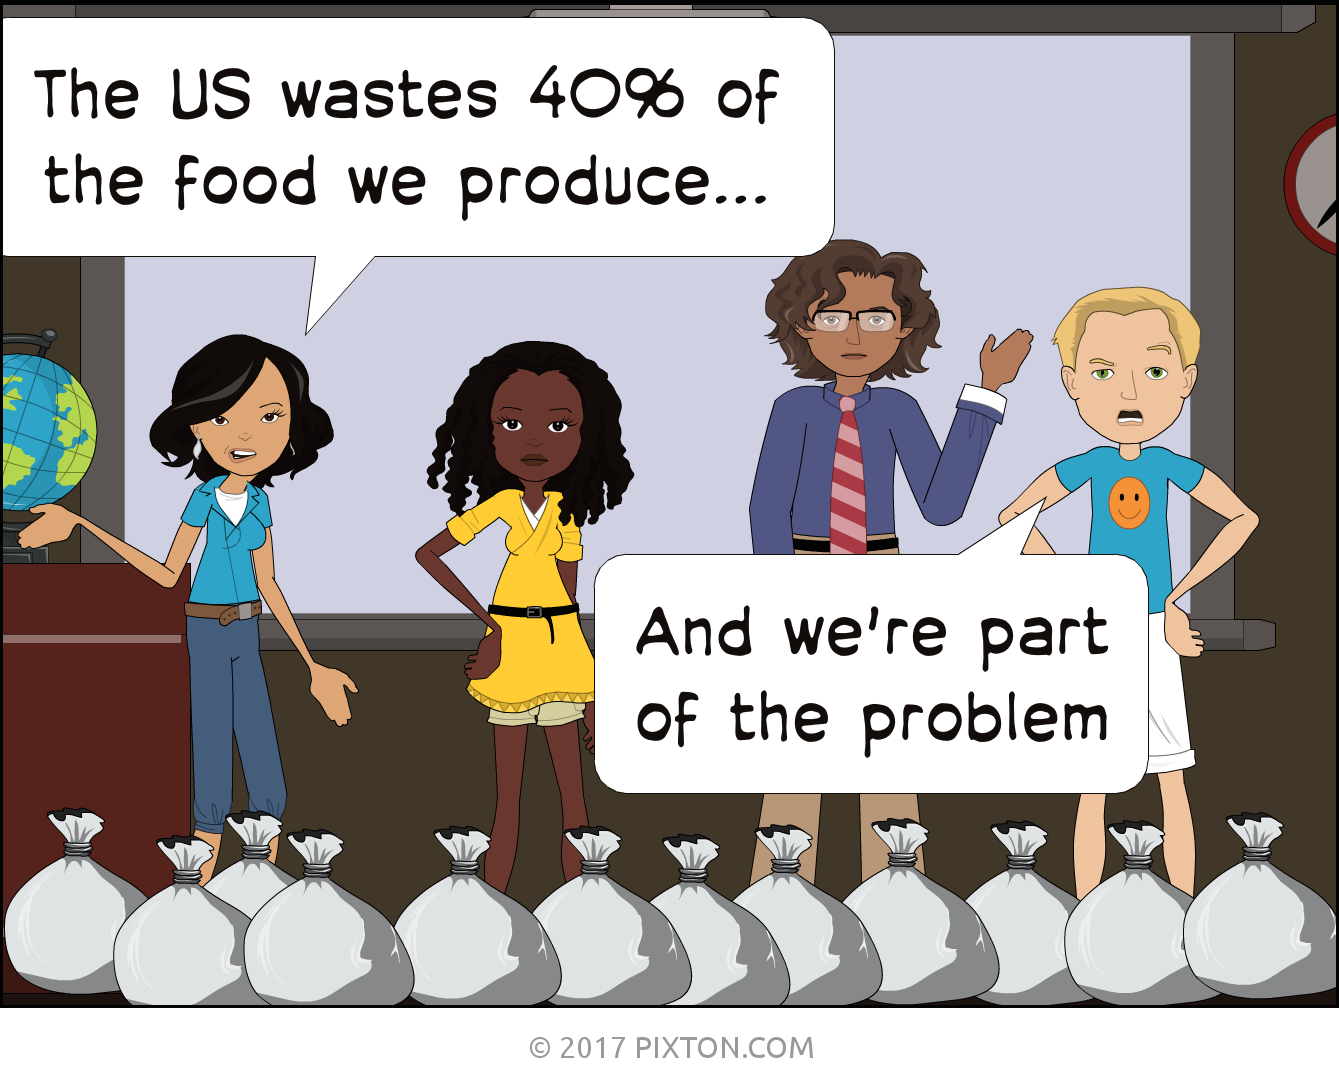 The US wastes 40% of
the food we produce...
And we're part
of the problem
© 2017 PIXTON.COM